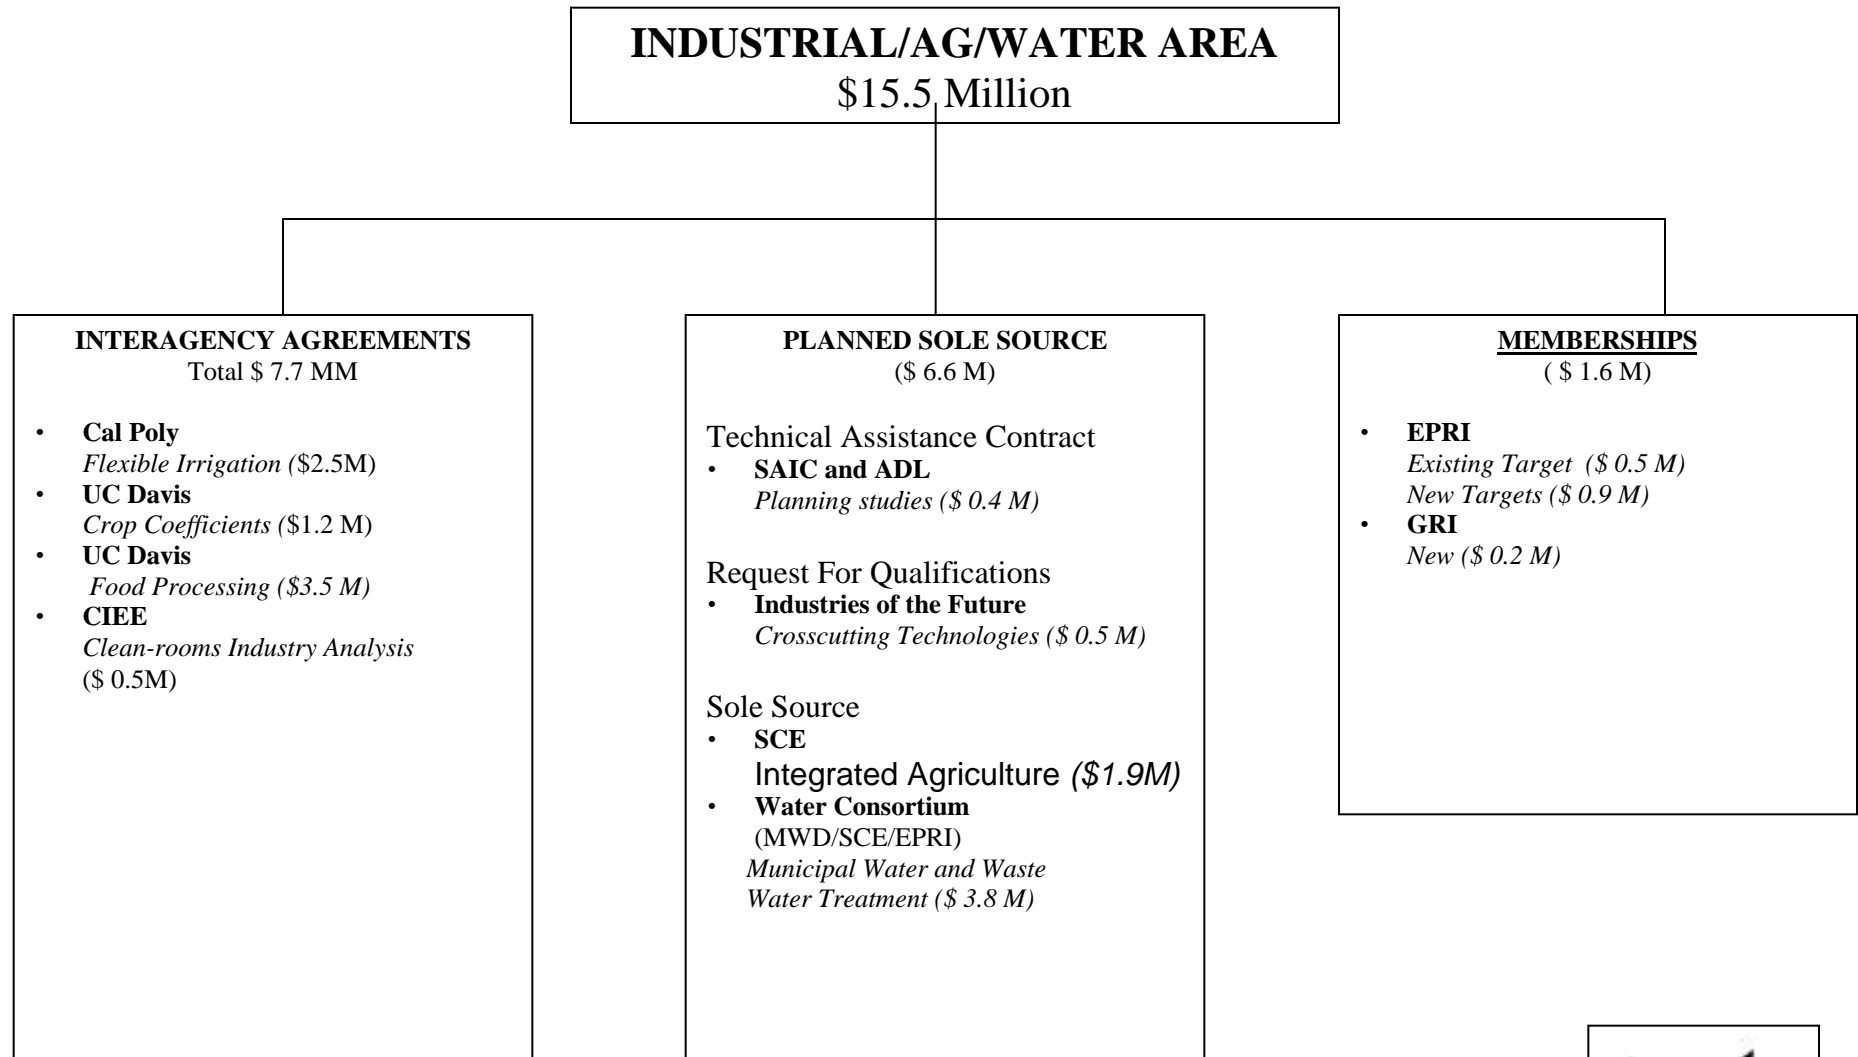 INDUSTRIAL/AG/WATER AREA
$15.5 Million
INTERAGENCY AGREEMENTS
Total $ 7.7 MM
• Cal Poly
Flexible Irrigation ($2.5M)
• UC Davis
Crop Coefficients ($1.2 M)
• UC Davis
Food Processing ($3.5 M)
• CIEE
Clean-rooms Industry Analysis
($ 0.5M)
PLANNED SOLE SOURCE
($ 6.6 M)
Technical Assistance Contract
• SAIC and ADL
Planning studies ($ 0.4 M)
Request For Qualifications
• Industries of the Future
Crosscutting Technologies ($ 0.5 M)
Sole Source
• SCE
Integrated Agriculture ($1.9M)
• Water Consortium
(MWD/SCE/EPRI)
Municipal Water and Waste
Water Treatment ($ 3.8 M)
MEMBERSHIPS
( $ 1.6 M)
• EPRI
Existing Target ($ 0.5 M)
New Targets ($ 0.9 M)
• GRI
New ($ 0.2 M)